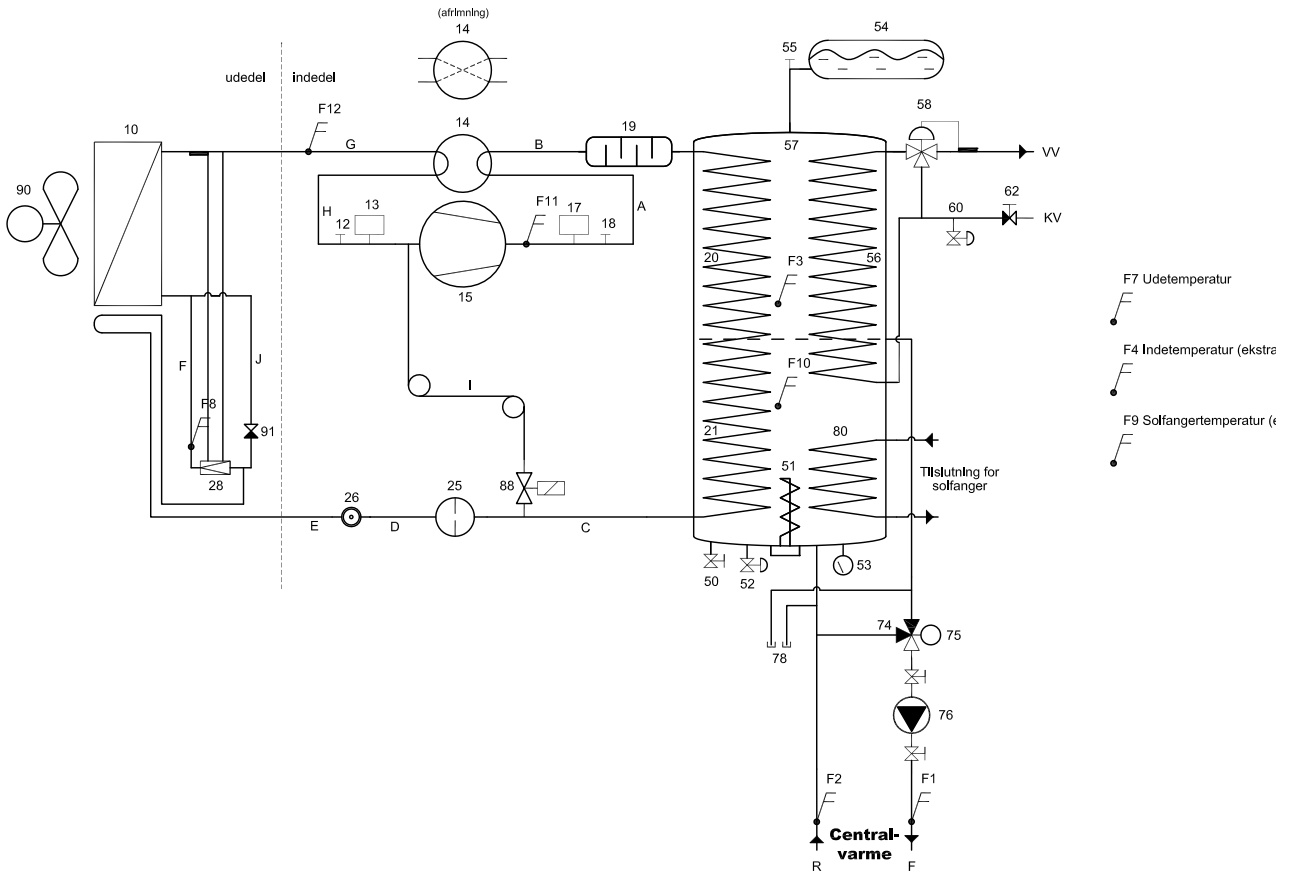 (afrimning)
14
54
55
udedel
indedel
F12
58
10
G
14
B
19
57
VV
90
13
F11
17
A
62
H
12
18
60
KV
20
F3
56
15
F7 Udetemperatur
F10
F4 Indetemperatur (ekstra
F
J
I
F8
91
21
80
F9 Solfangertemperatur (e
28
26
25
88
51
Tilslutning for
solfanger
E
D
C
50
52
53
74
75
78
76
F2
F1
Central-
varme
R
F